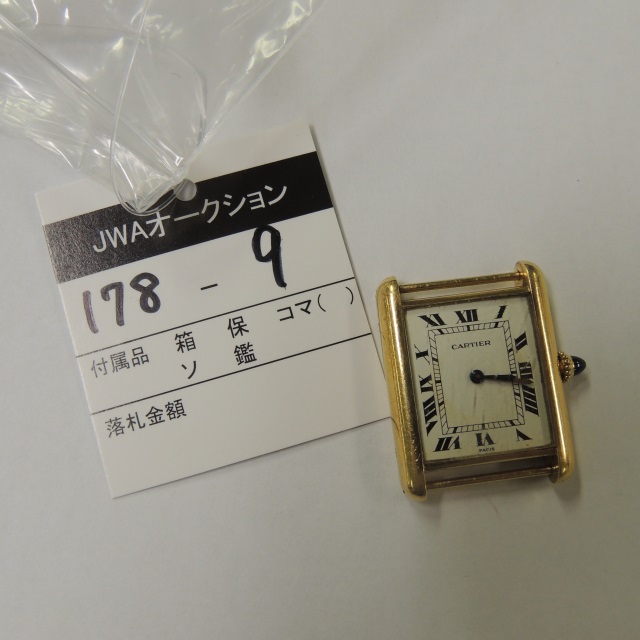 JWAオークション
178 - 9
付属品 箱 保 コマ( )
ソ 鑑
落札金額
CARTIER
XII
PARIS